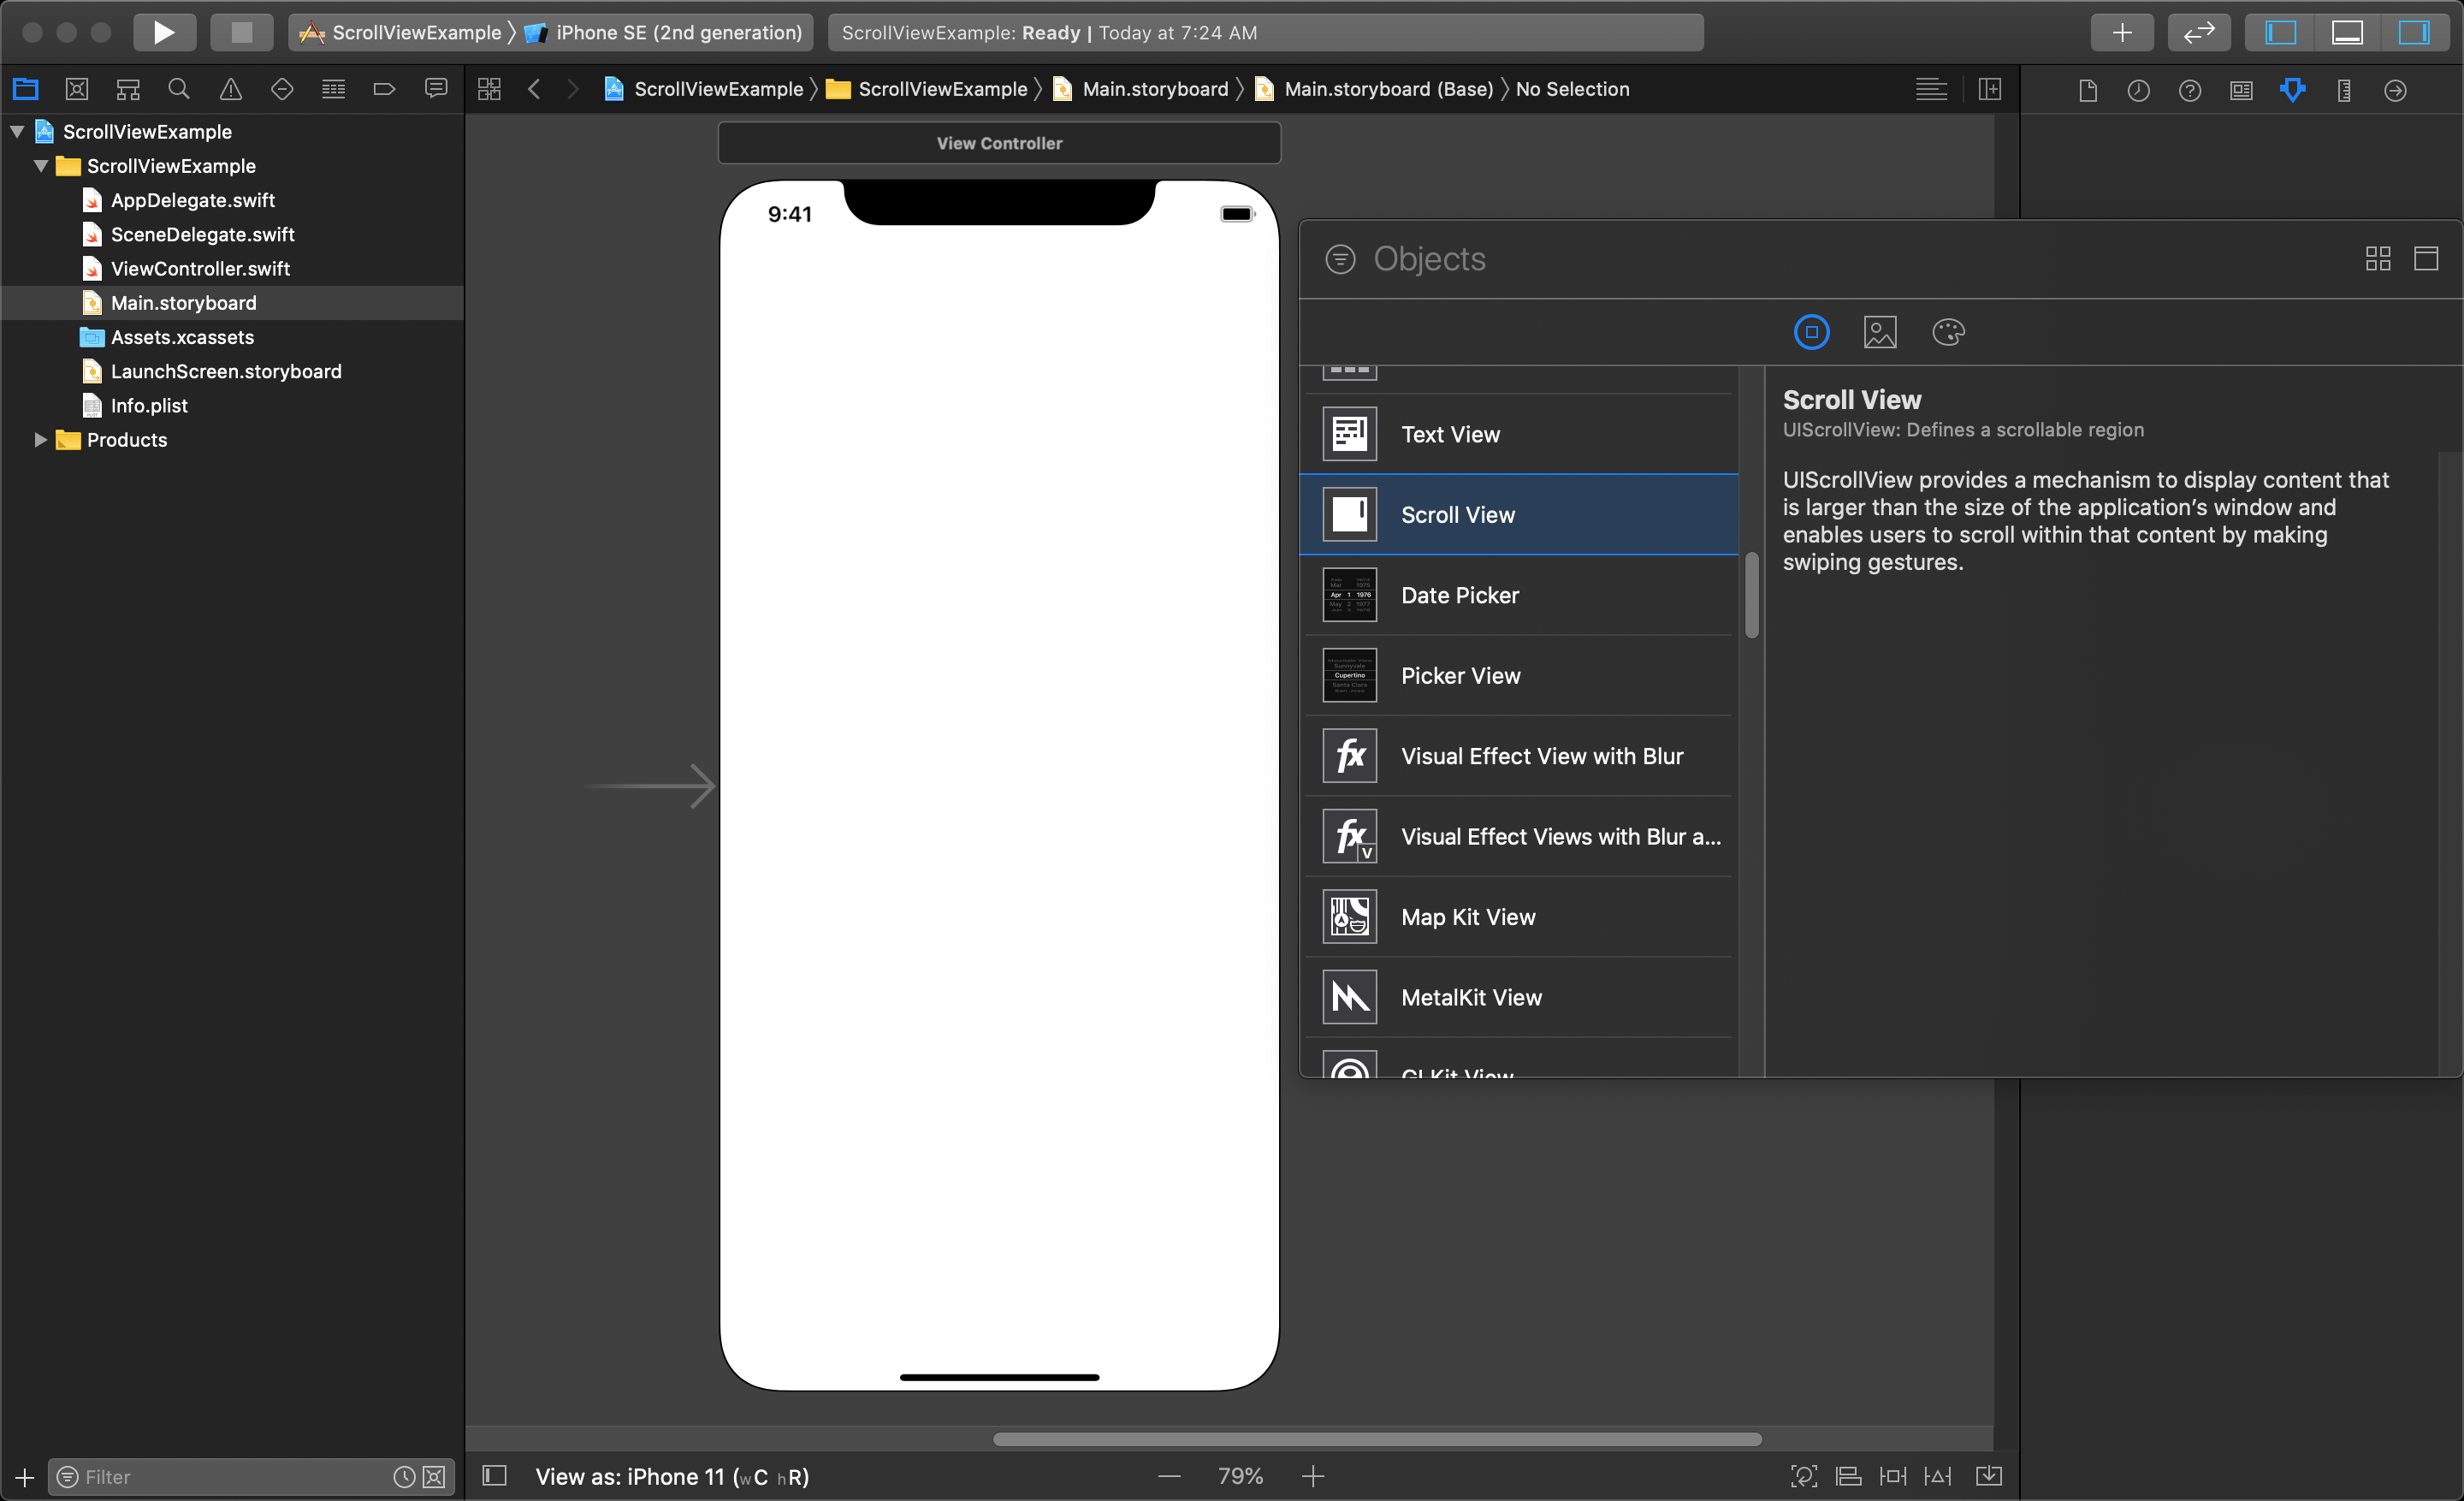 ScrollViewExample 〉 iPhone SE (2nd generation)
ScrollViewExample: Ready | Today at 7:24 AM
ScrollViewExample 〉 ScrollViewExample 〉 Main.storyboard 〉 Main.storyboard (Base) 〉 No Selection
ScrollViewExample
ScrollViewExample
AppDelegate.swift
SceneDelegate.swift
ViewController.swift
Main.storyboard
Assets.xcassets
LaunchScreen.storyboard
Info.plist
Products
Filter
View Controller
9:41
View as: iPhone 11 (wC hR)
79%
Objects
Text View
Scroll View
Date Picker
Apr 1 1976
Picker View
Cupertino
Visual Effect View with Blur
Visual Effect Views with Blur a...
Map Kit View
MetalKit View
Scroll View
UIScrollView: Defines a scrollable region
UIScrollView provides a mechanism to display content that
is larger than the size of the application’s window and
enables users to scroll within that content by making
swiping gestures.